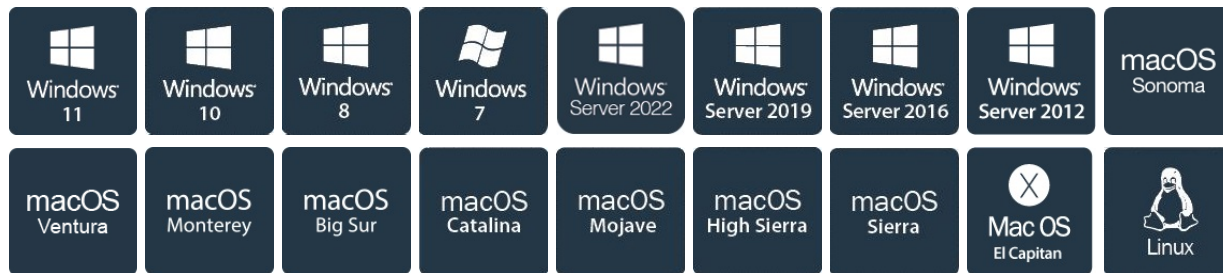 Windows
11
Windows
10
Windows
8
Windows
7
Windows
Server 2022
Windows
Server 2019
Windows
Server 2016
Windows
Server 2012
macOS
Sonoma
macOS
Ventura
macOS
Monterey
macOS
Big Sur
macOS
Catalina
macOS
Mojave
macOS
High Sierra
macOS
Sierra
X
Mac OS
El Capitan
Linux